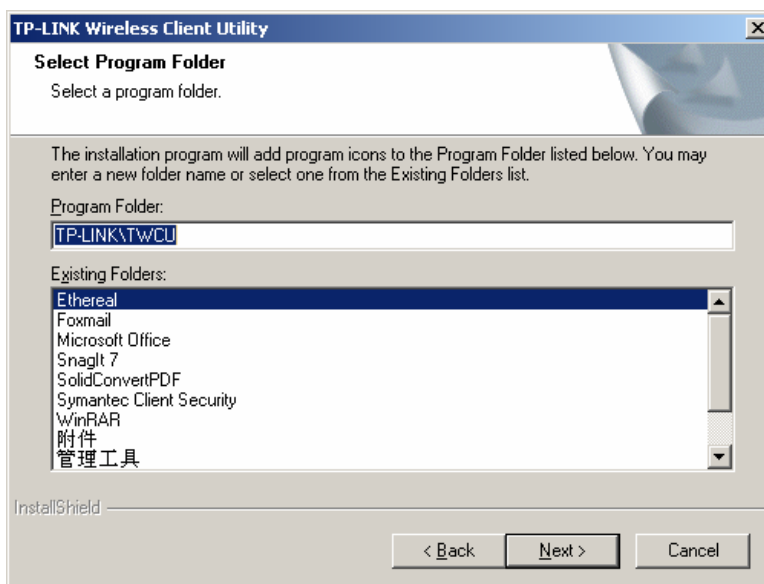 TP-LINK Wireless Client Utility
Select Program Folder
Select a program folder.
The installation program will add program icons to the Program Folder listed below. You may
enter a new folder name or select one from the Existing Folders list.
Program Folder:
TP-LINK\TWCU
Existing Folders:
Ethereal
Foxmail
Microsoft Office
SnagIt 7
SolidConvertPDF
Symantec Client Security
WinRAR
附件
管理工具
InstallShield
< Back
Next >
Cancel